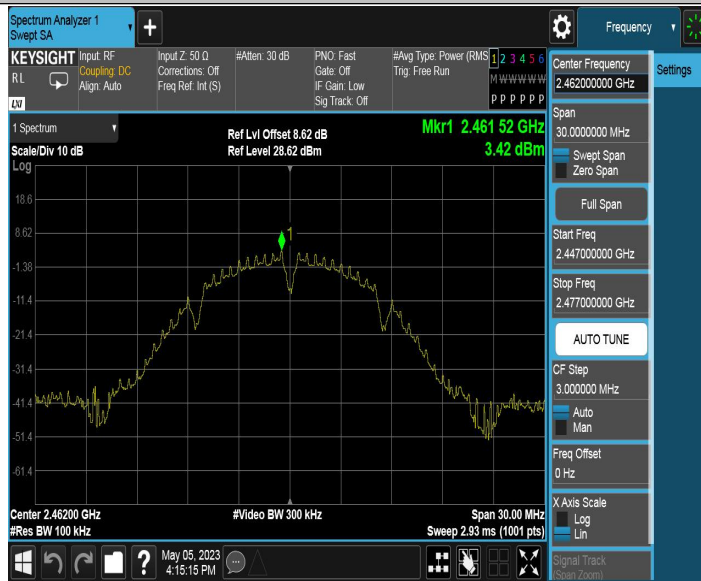 Spectrum Analyzer 1
Swept SA
+
Frequency
KEYSIGHT
RL
LXI
Input: RF
Coupling: DC
Align: Auto
Input Z: 50 Ω
Corrections: Off
Freq Ref: Int (S)
#Atten: 30 dB
PNO: Fast
Gate: Off
IF Gain: Low
Sig Track: Off
#Avg Type: Power (RMS
Trig: Free Run
1 2 3 4 5 6
M W W W W W
P P P P P P
1 Spectrum
Scale/Div 10 dB
Log
Ref Lvl Offset 8.62 dB
Ref Level 28.62 dBm
Mkr1 2.461 52 GHz
3.42 dBm
1
18.6
8.62
-1.38
-11.4
-21.4
-31.4
-41.4
-51.4
-61.4
Center 2.46200 GHz
#Res BW 100 kHz
#Video BW 300 kHz
Span 30.00 MHz
Sweep 2.93 ms (1001 pts)
Center Frequency
2.462000000 GHz
Settings
Span
30.0000000 MHz
Swept Span
Zero Span
Full Span
Start Freq
2.447000000 GHz
Stop Freq
2.477000000 GHz
AUTO TUNE
CF Step
3.000000 MHz
Auto
Man
Freq Offset
0 Hz
X Axis Scale
Log
Lin
Signal Track
(Span Zoom)
?
May 05, 2023
4:15:15 PM